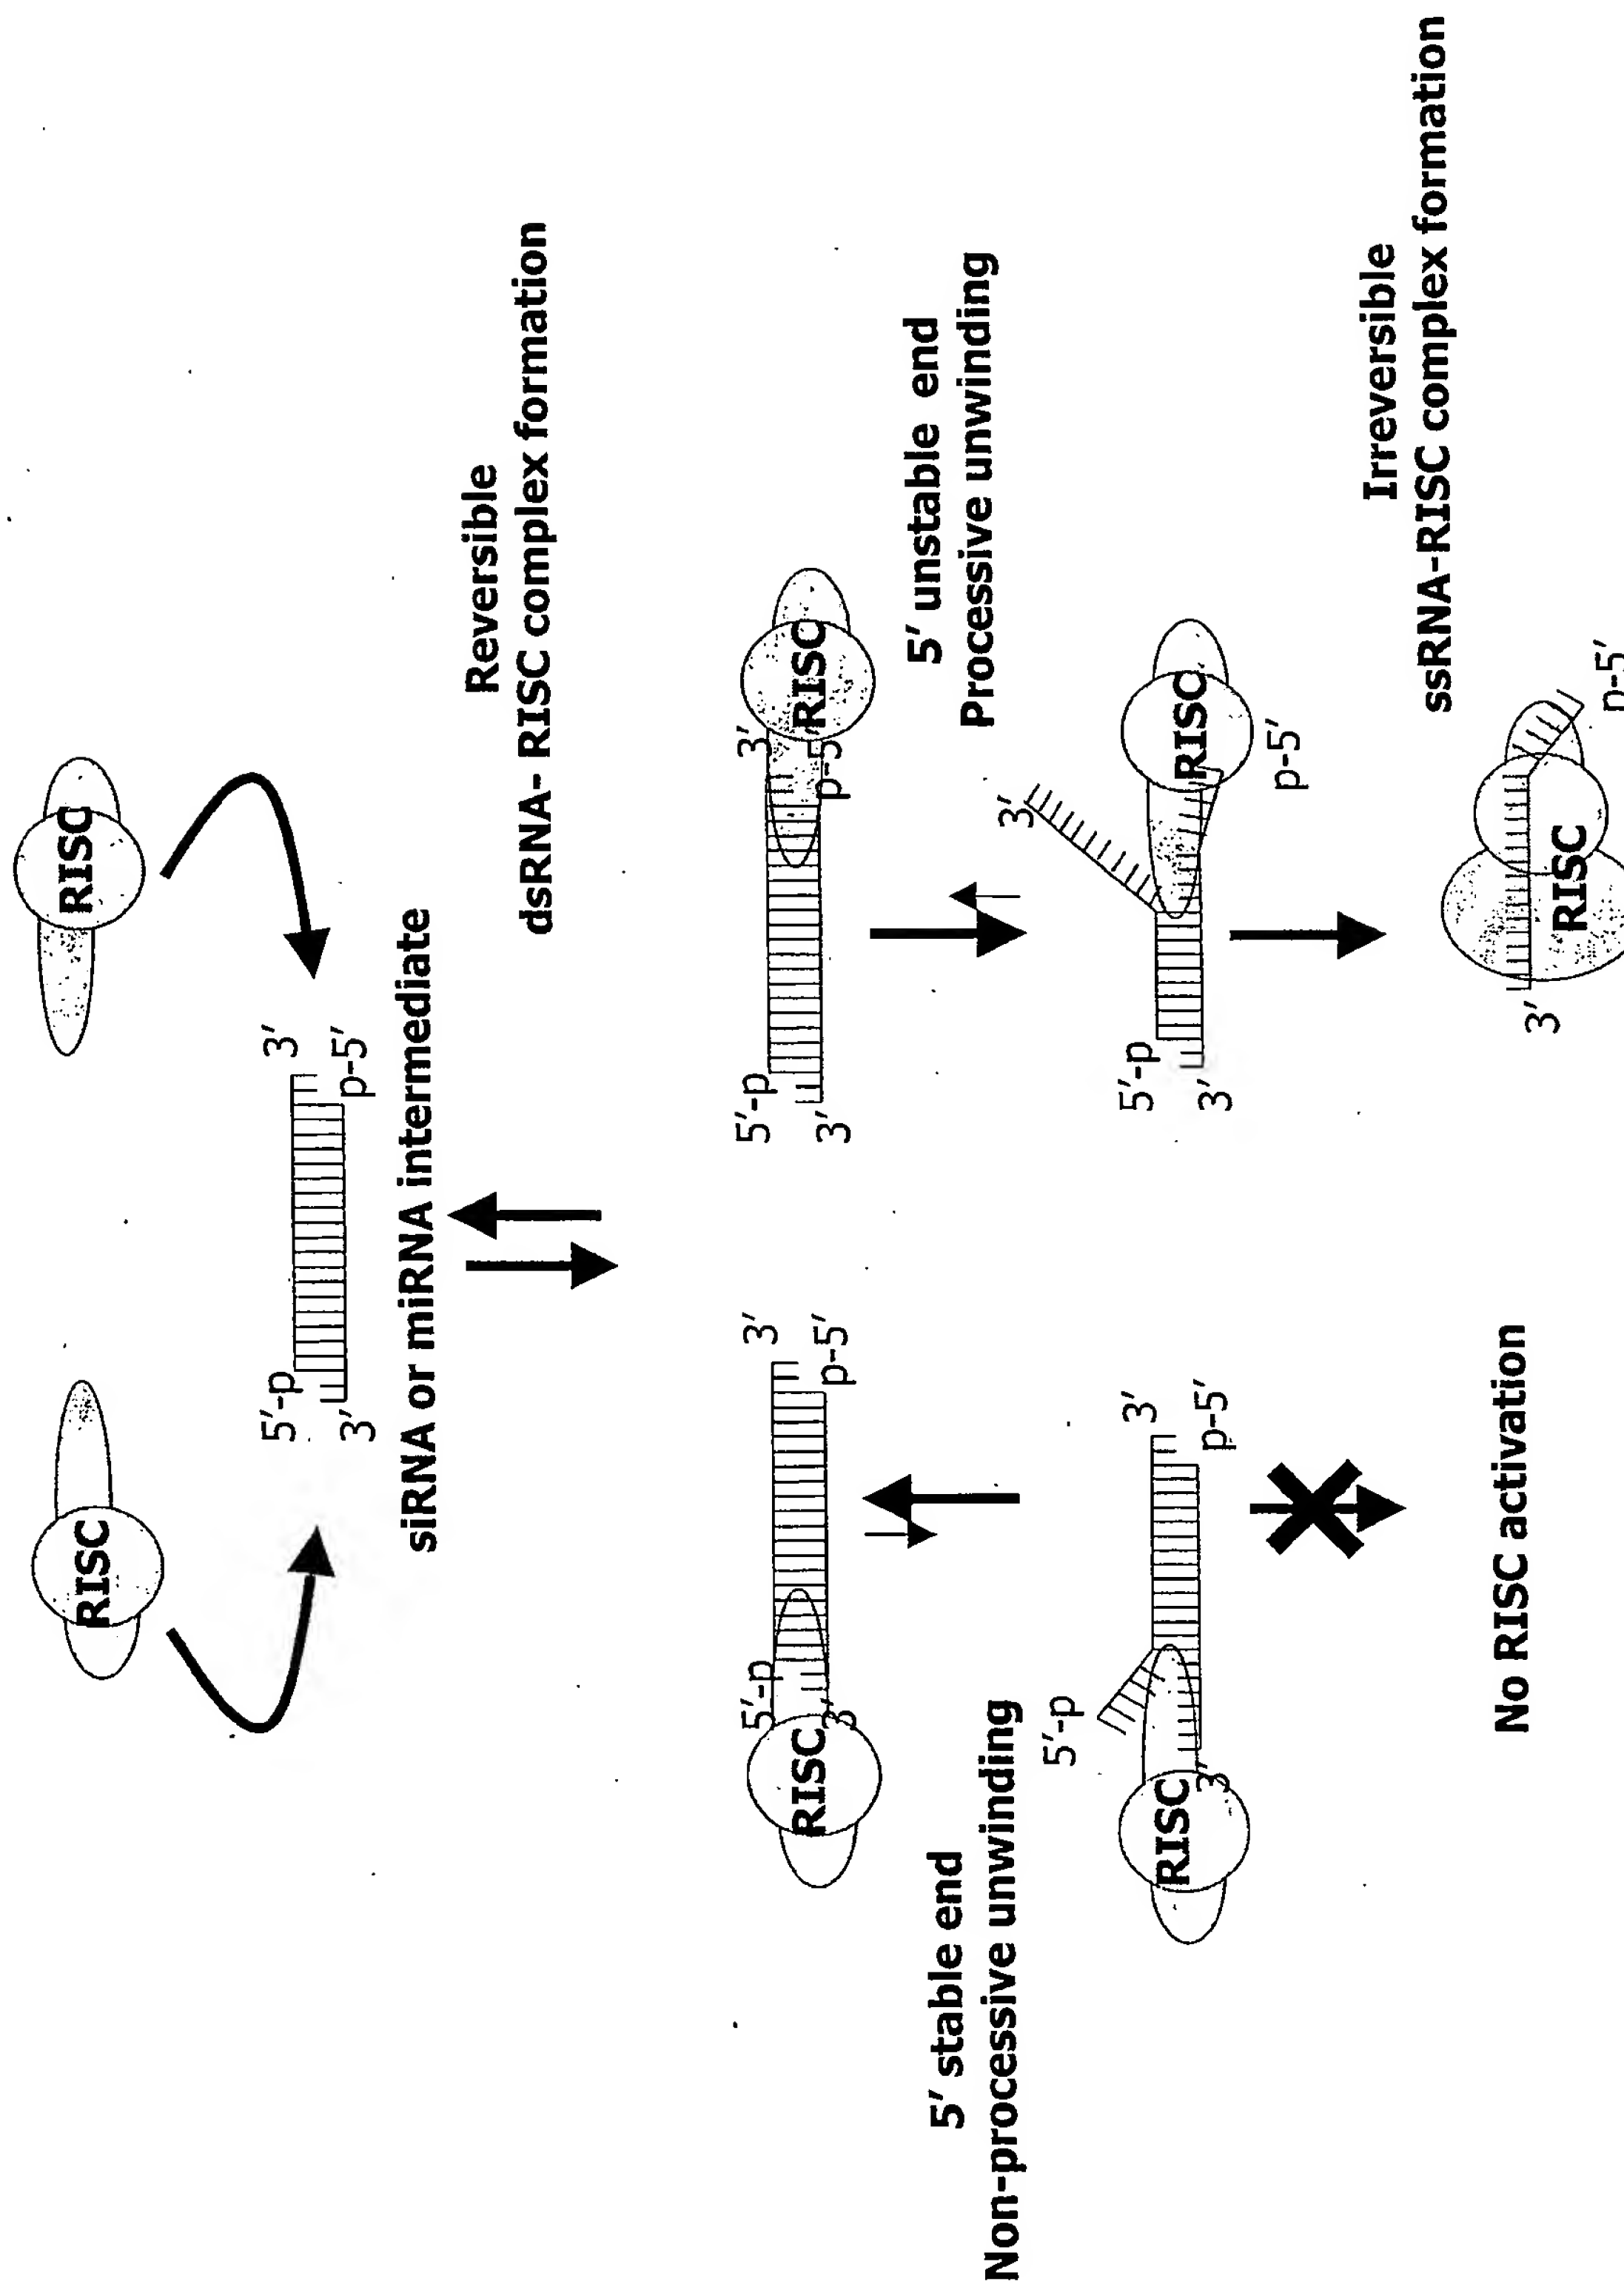 RISC
RISC
5′-p
3′
3′
p-5′
siRNA or miRNA intermediate
Reversible
dsRNA- RISC complex formation
5′-p
3′
RISC
3′
p-5′
5′-p
3′
3′
p-5′
RISC
5′ stable end
Non-processive unwinding
5′ unstable end
Processive unwinding
5′-p
RISC
3′
3′
p-5′
5′-p
3′
3′
RISC
p-5′
No RISC activation
Irreversible
ssRNA-RISC complex formation
3′
RISC
p-5′